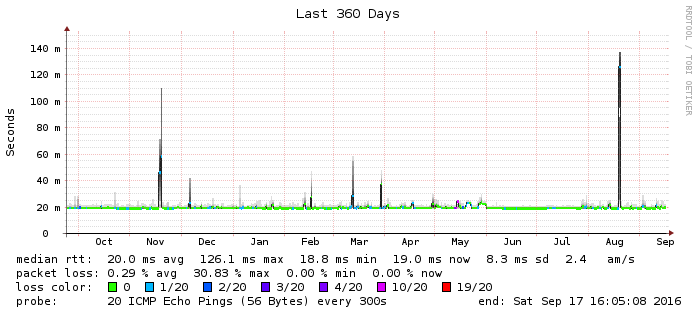 Last 360 Days
RRDTOOL / TOBI OETIKER
Seconds
140 m
120 m
100 m
80 m
60 m
40 m
20 m
0
Oct Nov Dec Jan Feb Mar Apr May Jun Jul Aug Sep
median rtt: 20.0 ms avg 126.1 ms max 18.8 ms min 19.0 ms now 8.3 ms sd 2.4 am/s
packet loss: 0.29 % avg 30.83 % max 0.00 % min 0.00 % now
loss color: 0 1/20 2/20 3/20 4/20 10/20 19/20
probe: 20 ICMP Echo Pings (56 Bytes) every 300s end: Sat Sep 17 16:05:08 2016